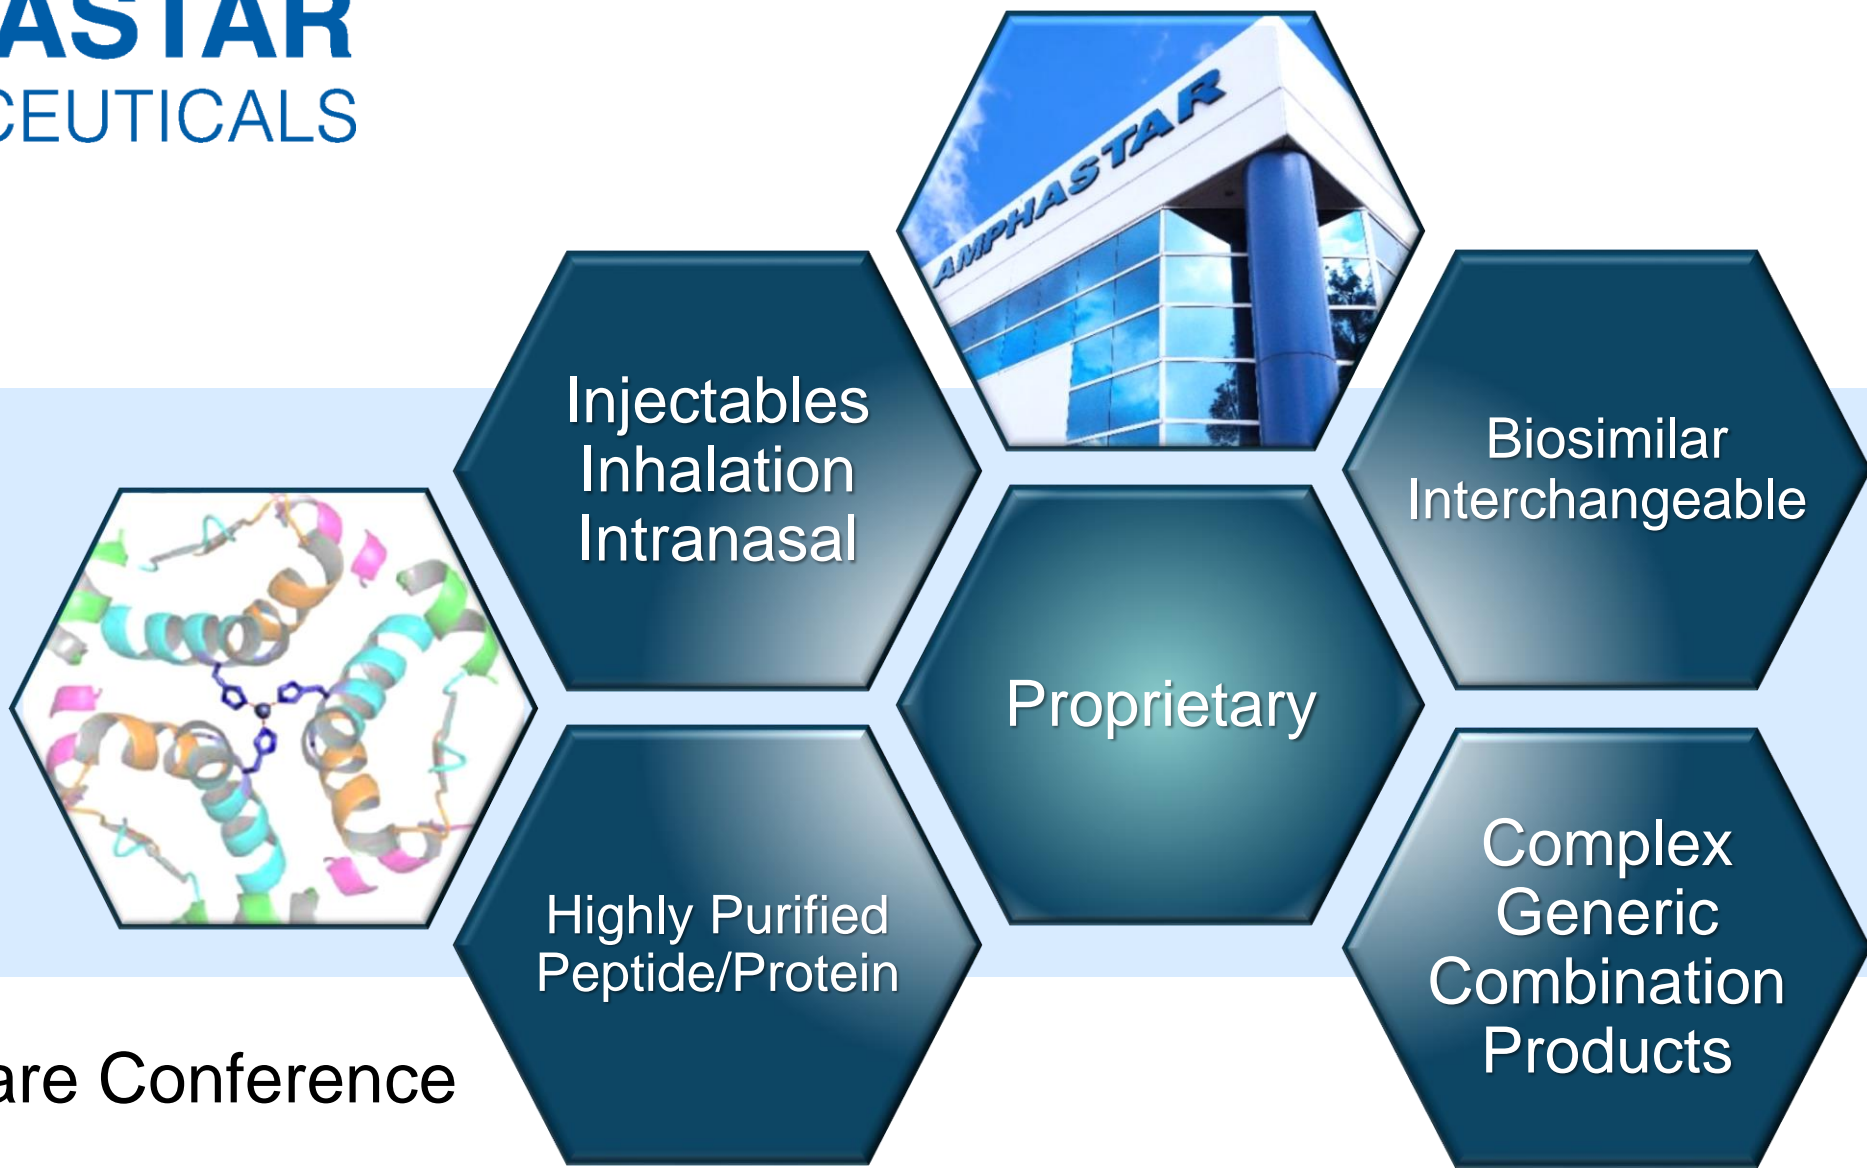 ASTAR
CEUTICALS
AMPHASTAR
Injectables
Inhalation
Intranasal
Biosimilar
Interchangeable
Proprietary
Highly Purified
Peptide/Protein
Complex
Generic
Combination
Products
are Conference